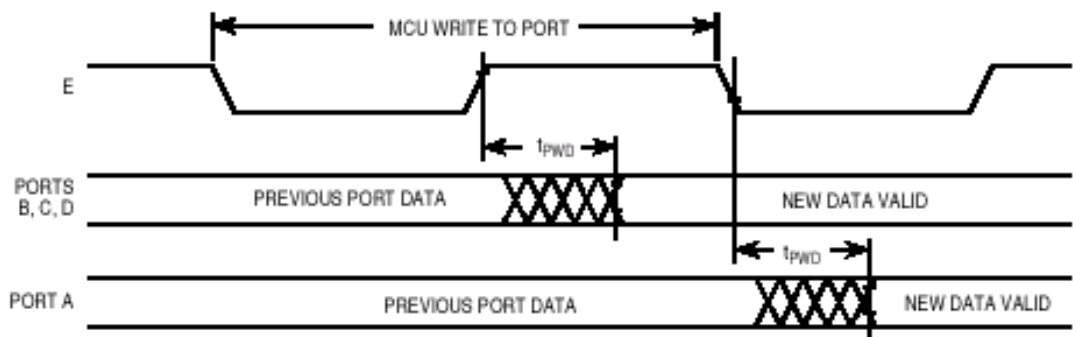 MCU WRITE TO PORT
E
tPWD
PORTS
B, C, D
PREVIOUS PORT DATA
NEW DATA VALID
tPWD
PORT A
PREVIOUS PORT DATA
NEW DATA VALID